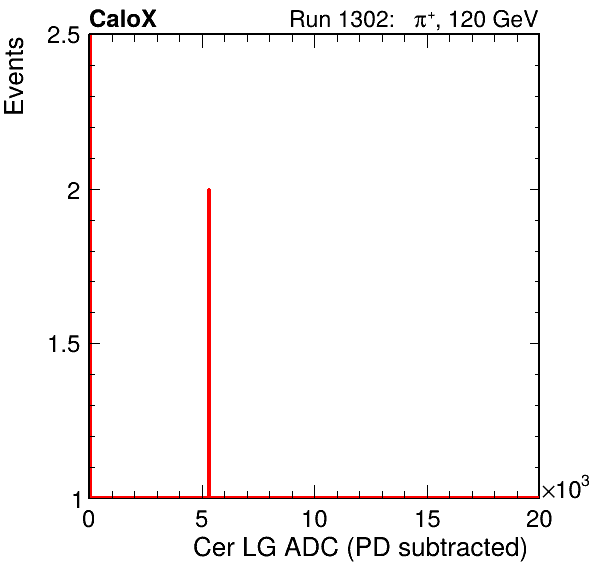 CaloX Run 1302: π⁺, 120 GeV
Events
2.5
2
1.5
1
0 5 10 15 20
×10³
Cer LG ADC (PD subtracted)